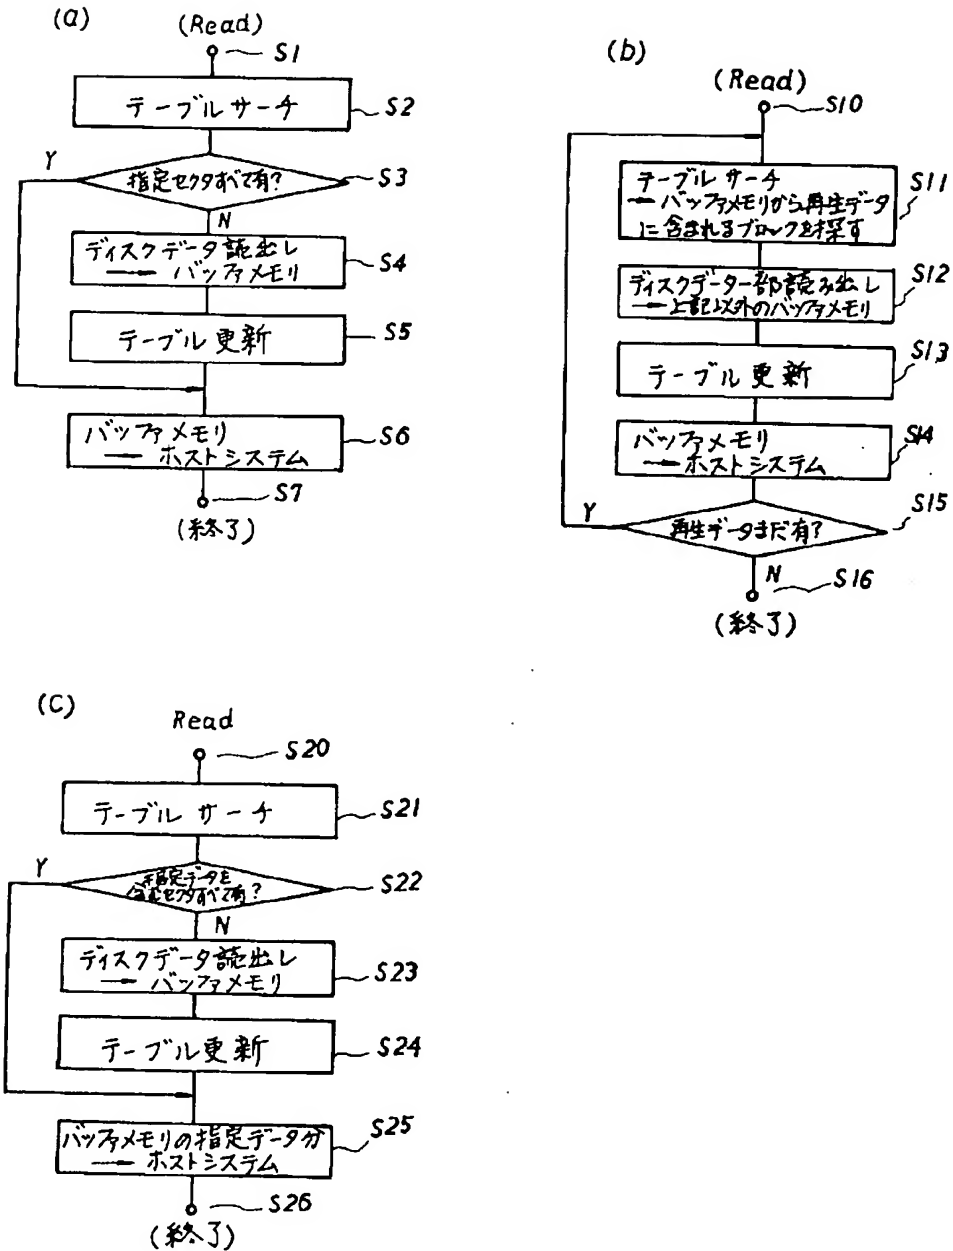 (a)
(Read)
S1
テーブル サーチ
S2
Y
指定セクタすべて有?
S3
N
ディスクデータ 読出し
→ バッファメモリ
S4
テーブル 更新
S5
バッファメモリ
→ ホストシステム
S6
S7
(終了)
(b)
(Read)
S10
テーブル サーチ
→ バッファメモリから再生データ
に含まれるブロックを探す
S11
ディスクデータ一部読み出し
→ 上記以外のバッファメモリ
S12
テーブル 更新
S13
バッファメモリ
→ ホストシステム
S14
Y
再生データまだ有?
S15
N
S16
(終了)
(c)
Read
S20
テーブル サーチ
S21
Y
指定データを
含むセクタすべて有?
S22
N
ディスクデータ読出し
→ バッファメモリ
S23
テーブル更新
S24
バッファメモリの指定データ分
→ ホストシステム
S25
S26
(終了)